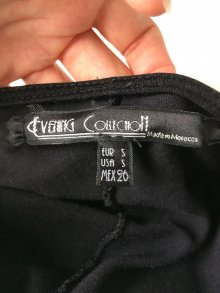 EVENING COLLECTION
Made in Morocco
EUR S
USA S
MEX 26